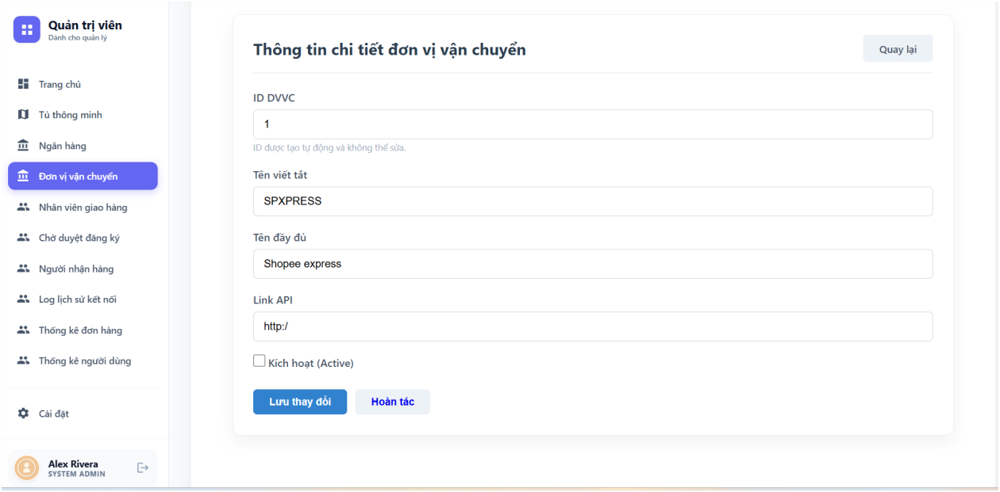 Quản trị viên
Dành cho quản lý
Trang chủ
Tủ thông minh
Ngân hàng
Đơn vị vận chuyển
Nhân viên giao hàng
Chờ duyệt đăng ký
Người nhận hàng
Log lịch sử kết nối
Thống kê đơn hàng
Thống kê người dùng
Cài đặt
Alex Rivera
SYSTEM ADMIN
Thông tin chi tiết đơn vị vận chuyển
Quay lại
ID DVVC
1
ID được tạo tự động và không thể sửa.
Tên viết tắt
SPXPRESS
Tên đầy đủ
Shopee express
Link API
http:/
Kích hoạt (Active)
Lưu thay đổi
Hoàn tác